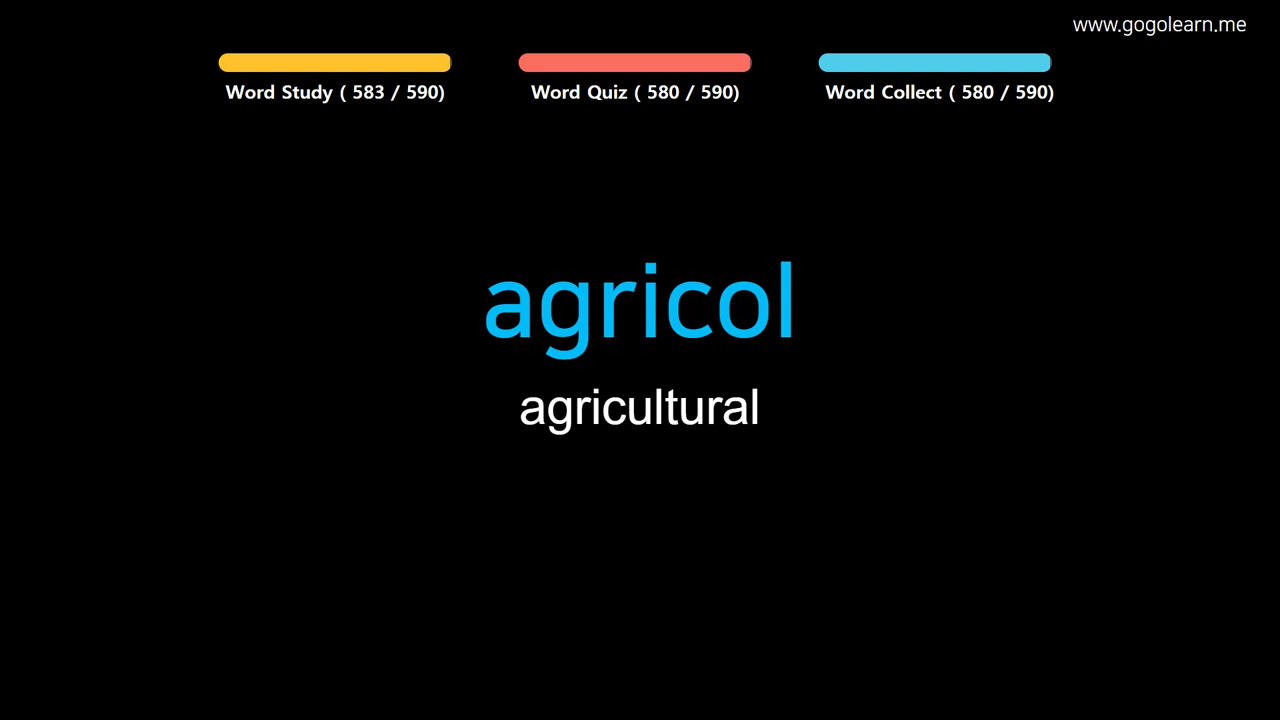 www.gogolearn.me
Word Study ( 583 / 590)
Word Quiz ( 580 / 590)
Word Collect ( 580 / 590)
agricol
agricultural